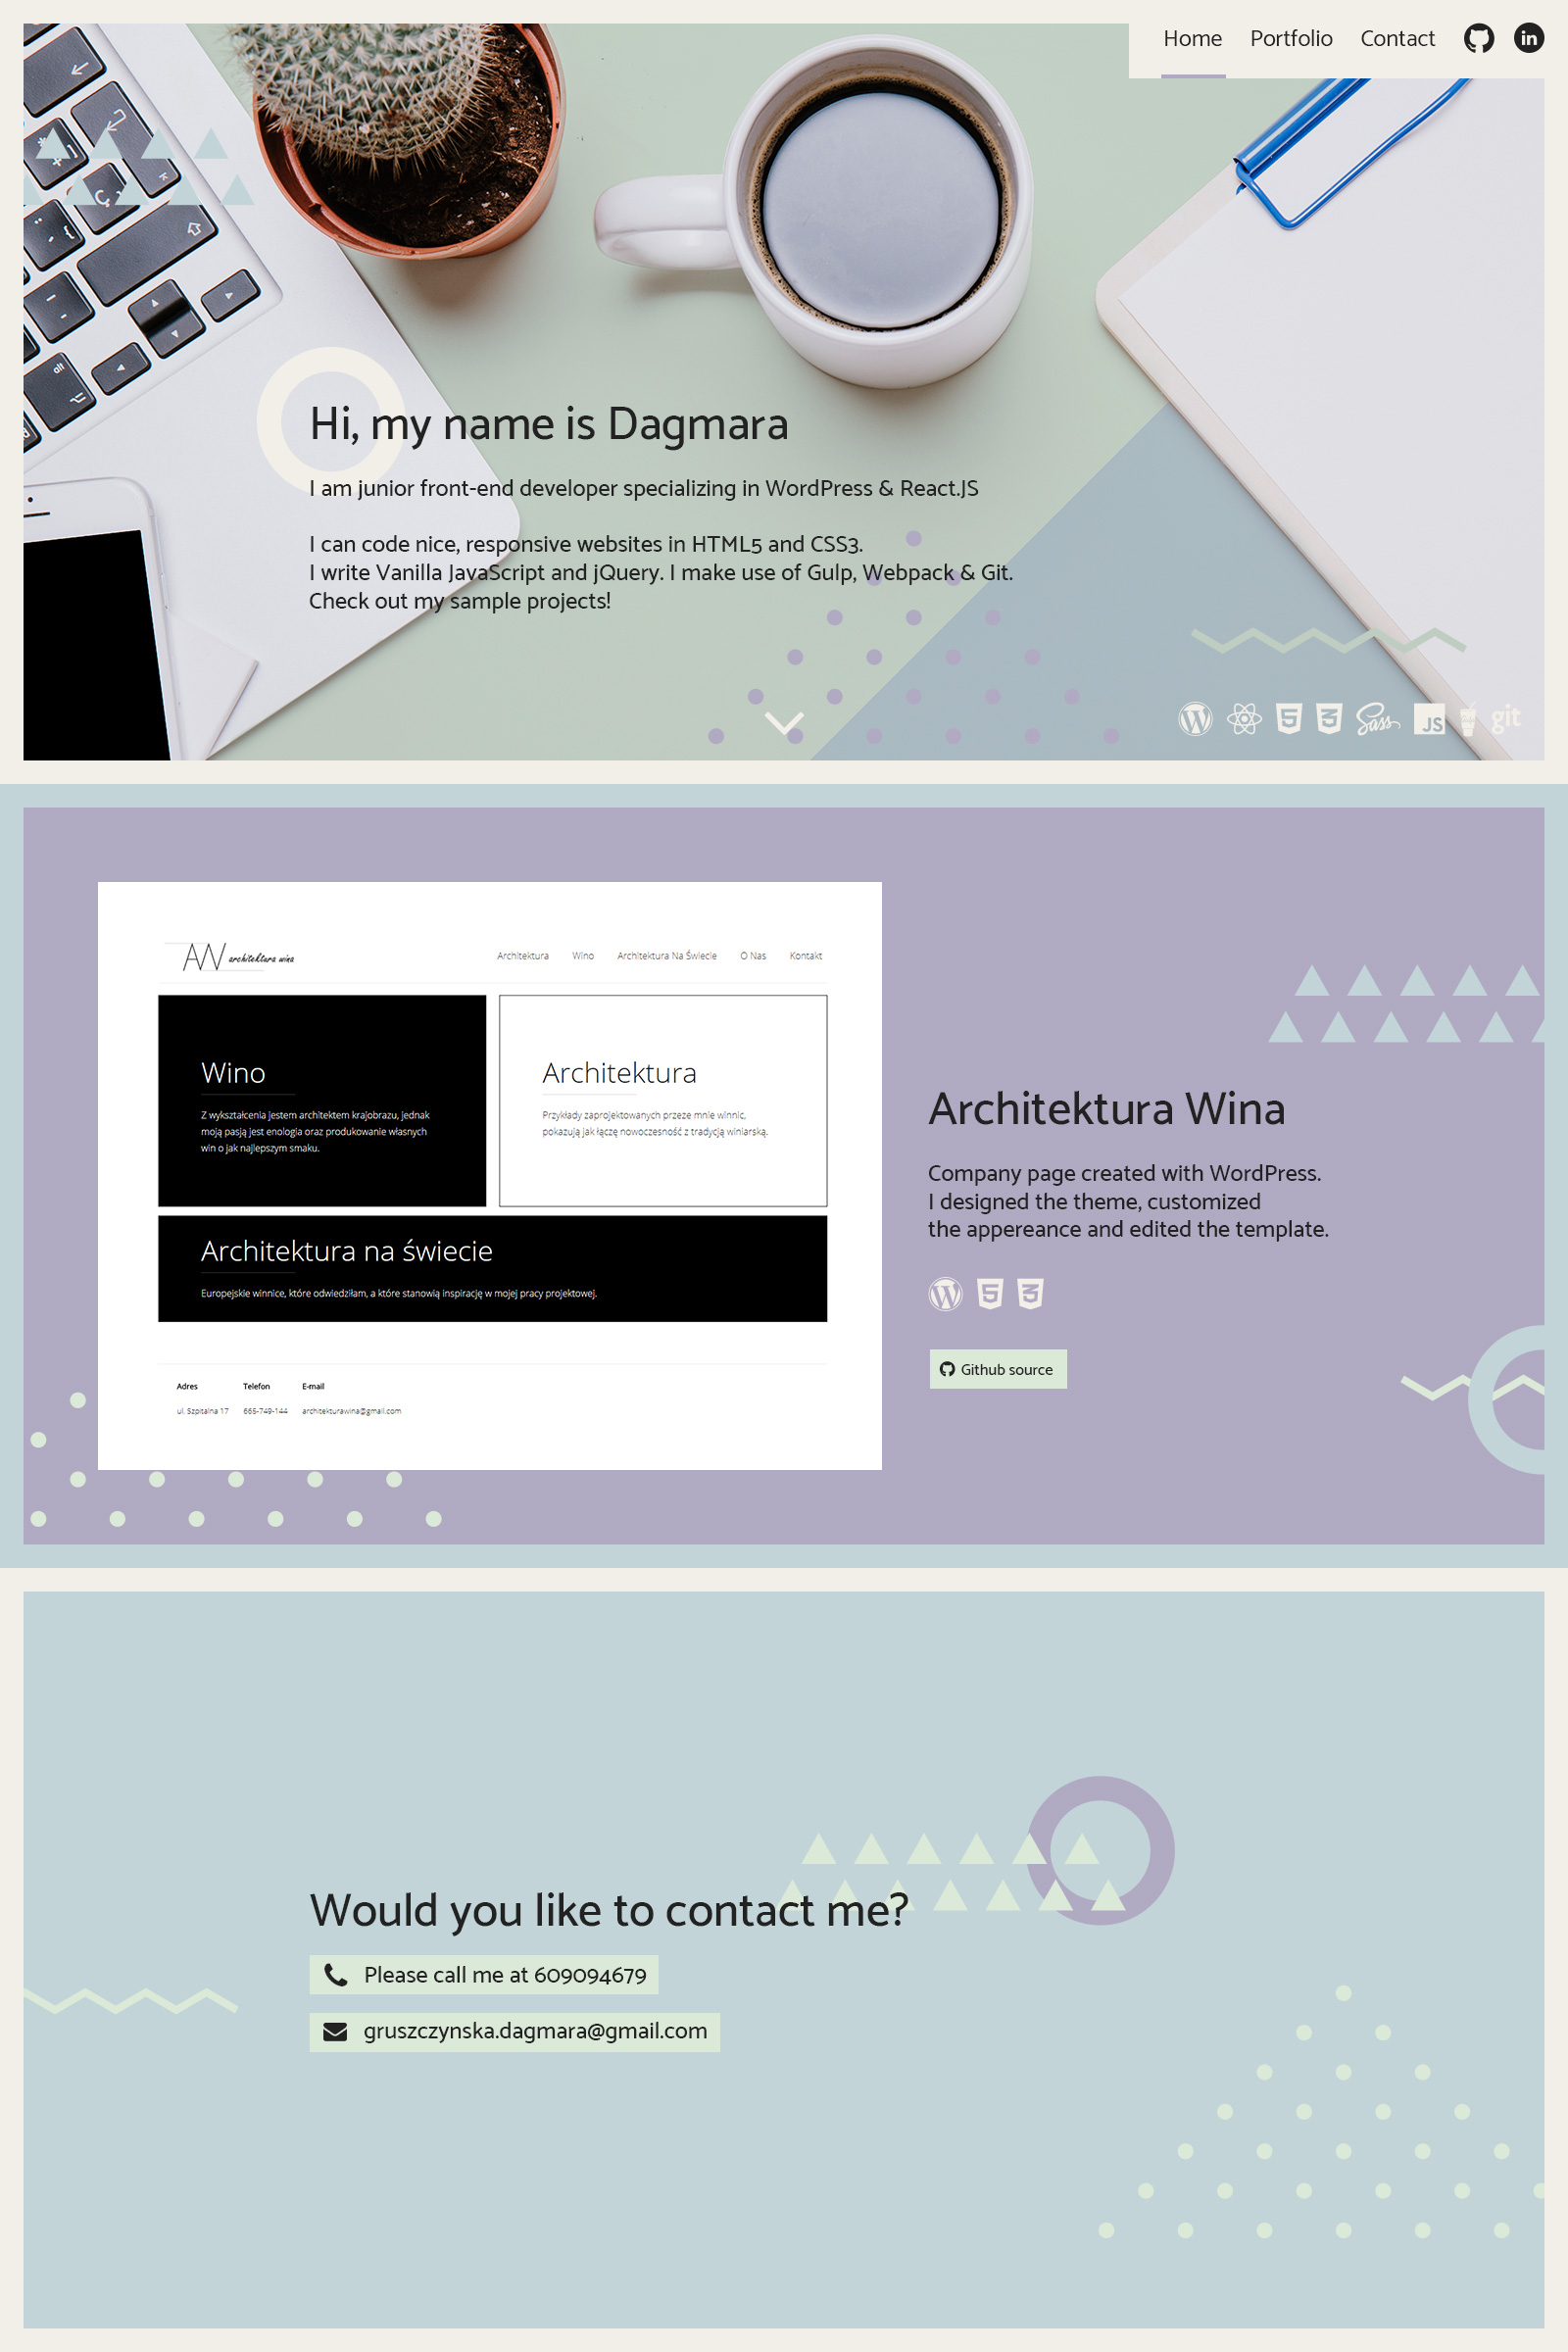 Home Portfolio Contact in
Hi, my name is Dagmara
I am junior front-end developer specializing in WordPress & React.JS
I can code nice, responsive websites in HTML5 and CSS3.
I write Vanilla JavaScript and jQuery. I make use of Gulp, Webpack & Git.
Check out my sample projects!
W 5 3 Sass JS git
AW architektura wina
Architektura Wino Architektura Na Świecie O Nas Kontakt
Wino
Z wykształcenia jestem architektem krajobrazu, jednak
moją pasją jest enologia oraz produkowanie własnych
win o jak najlepszym smaku.
Architektura
Przykłady zaprojektowanych przeze mnie winnic,
pokazują jak łączę nowoczesność z tradycją winiarską.
Architektura na świecie
Europejskie winnice, które odwiedziłam, a które stanowią inspirację w mojej pracy projektowej.
Adres Telefon E-mail
ul. Szpitalna 17 665-749-144 architekturawina@gmail.com
Architektura Wina
Company page created with WordPress.
I designed the theme, customized
the appereance and edited the template.
W 5 3
Github source
Would you like to contact me?
Please call me at 609094679
gruszczynska.dagmara@gmail.com